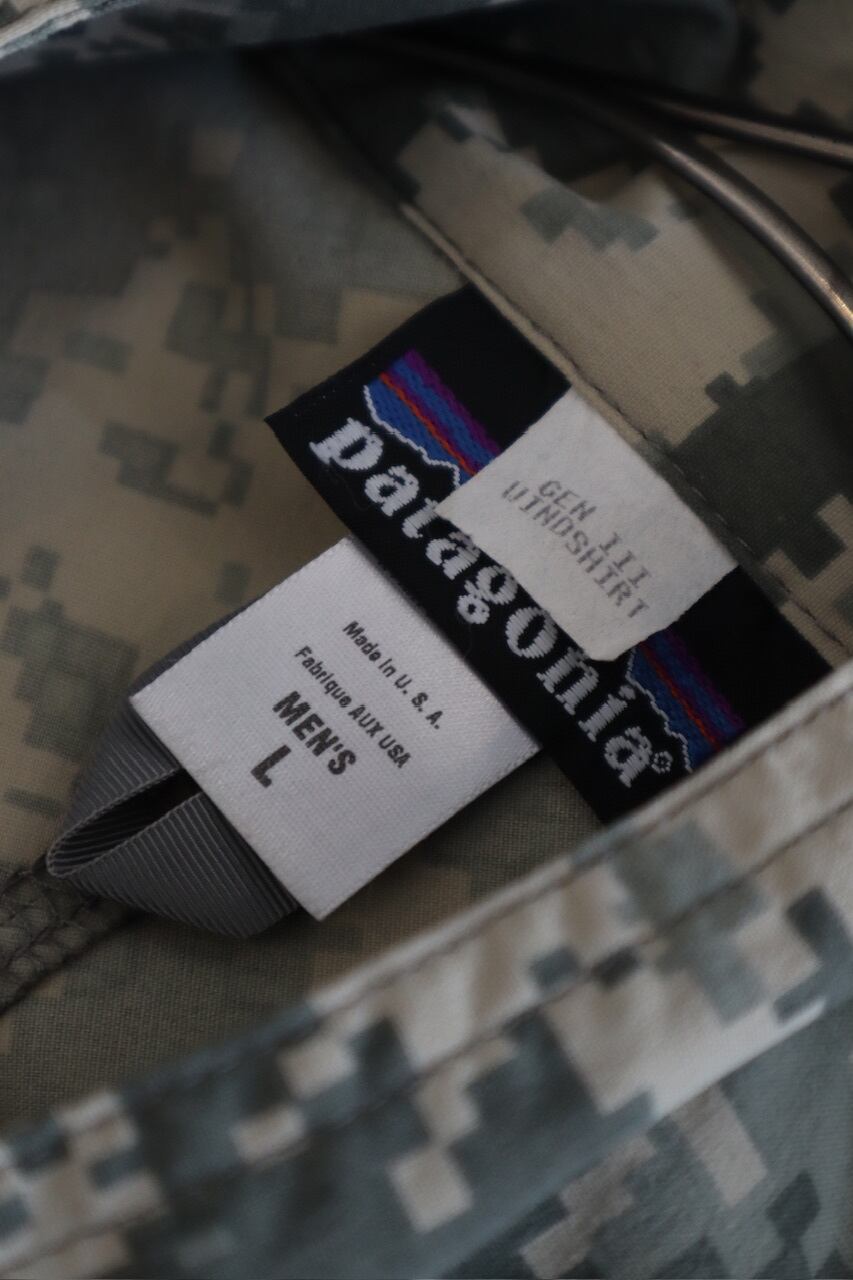 patagonia®
GEN III
WINDSHIRT
Made in U. S. A.
Fabrique AUX USA
MEN'S
L